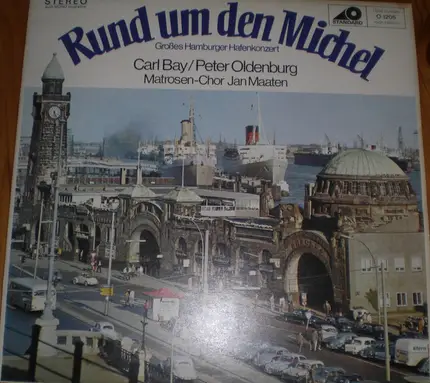 STEREO
Rund um den Michel
Großes Hamburger Hafenkonzert
Carl Bay/Peter Oldenburg
Matrosen-Chor Jan Maaten
STANDARD